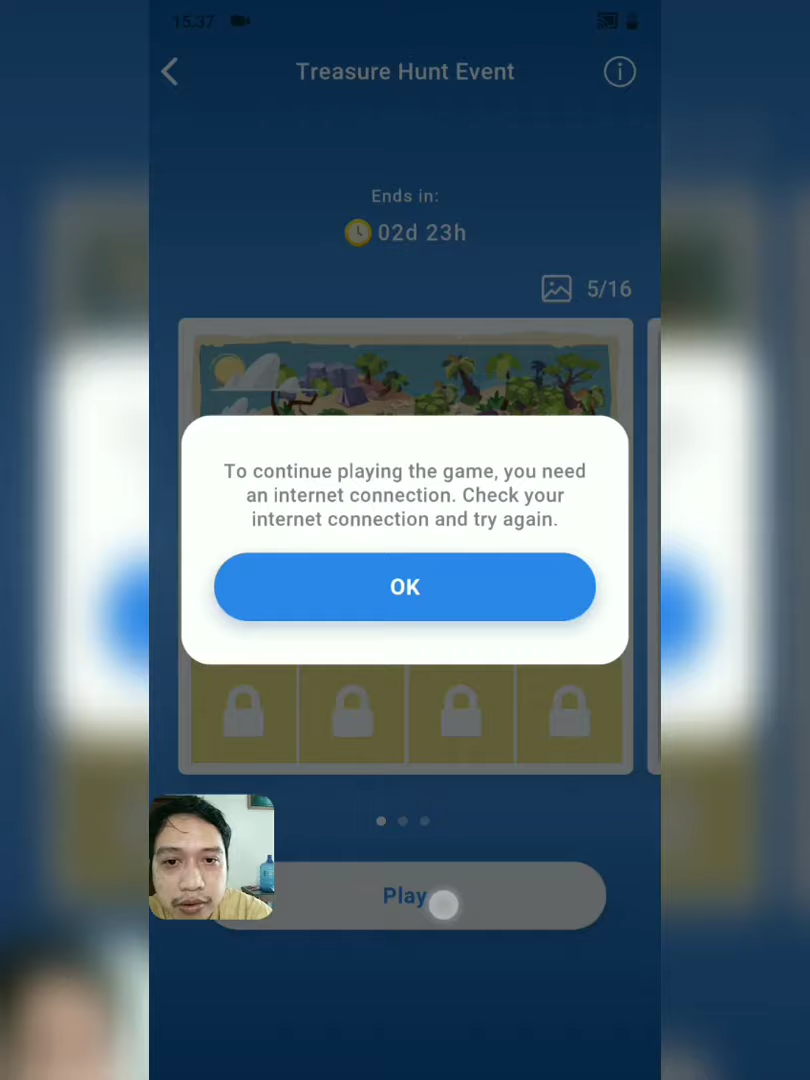 15.37
Treasure Hunt Event
Ends in:
02d 23h
5/16
To continue playing the game, you need
an internet connection. Check your
internet connection and try again.
OK
Play